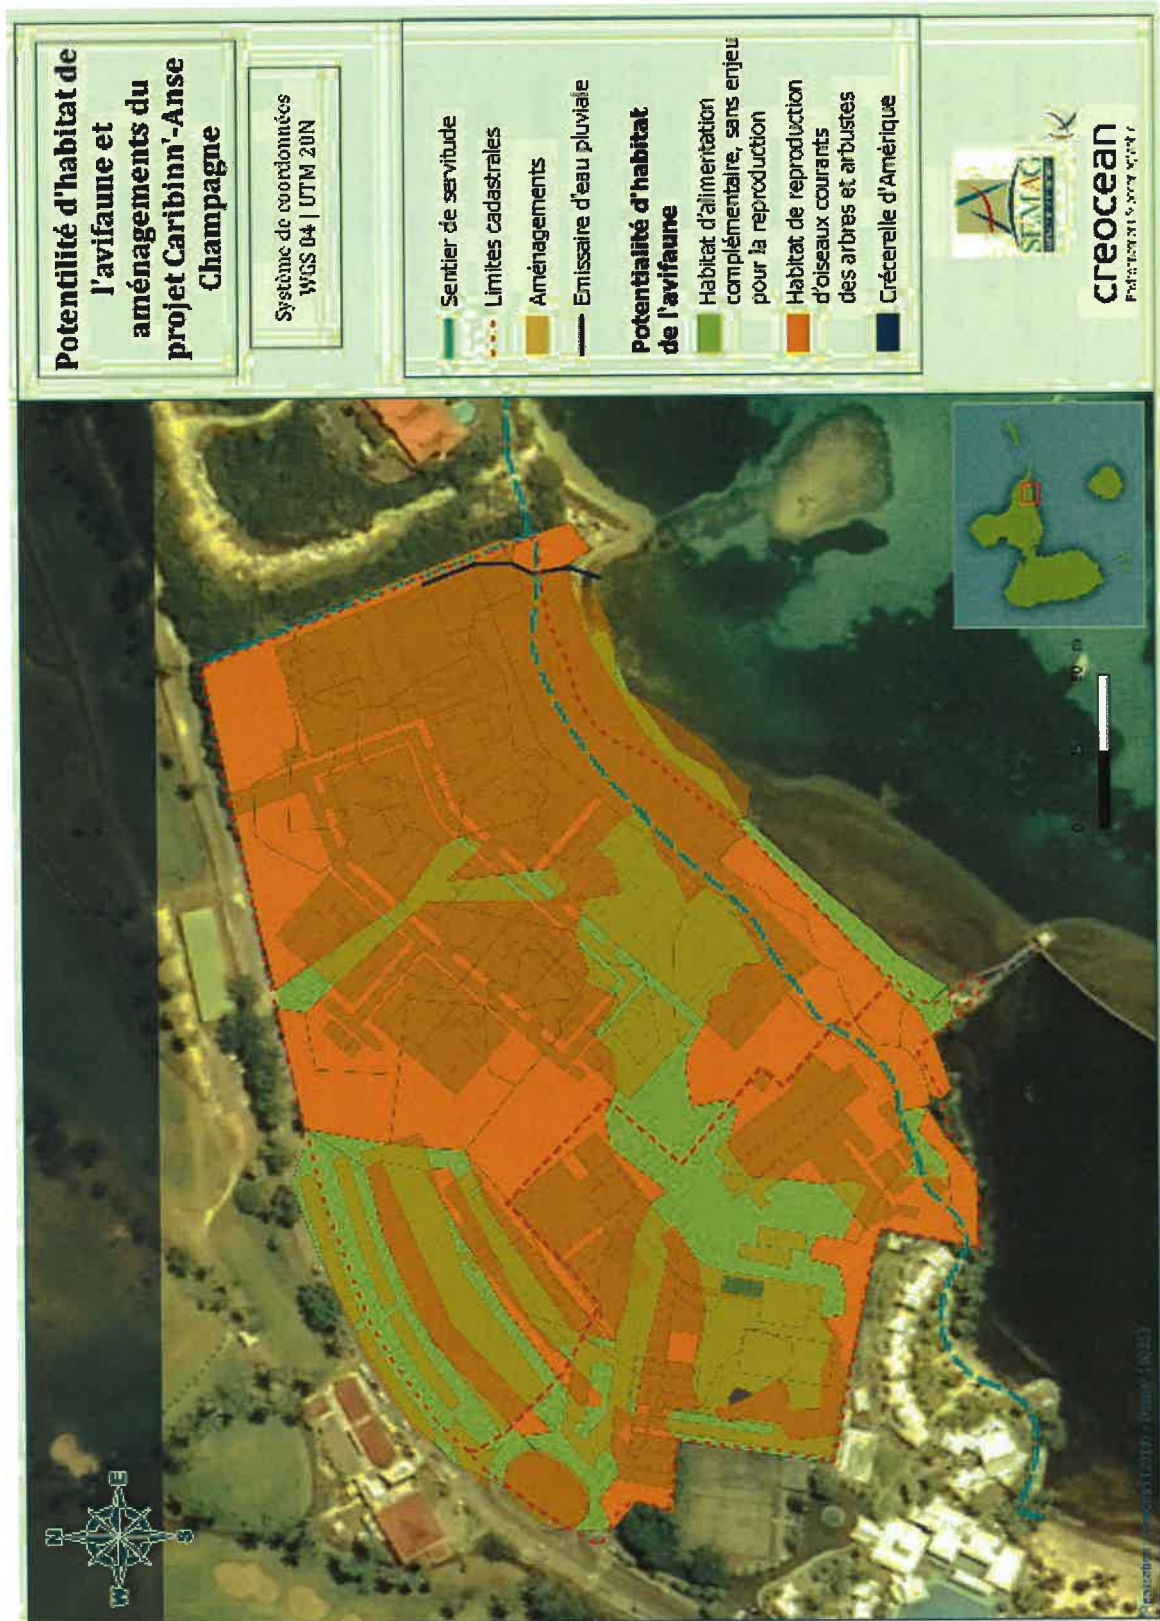 Potentilité d'habitat de
l'avifaune et
aménagements du
projet Caribinn'-Anse
Champagne
Système de coordonnées
WGS 84 | UTM 20N
Sentier de servitude
Limites cadastrales
Aménagements
Emissaire d'eau pluviale
Potentialité d'habitat
de l'avifaune
Habitat d'alimentation
complémentaire, sans enjeu
pour la reproduction
Habitat de reproduction
d'oiseaux courants
des arbres et arbustes
Crécerelle d'Amérique
SEMAG
creocean
N
W
E
S
0
m